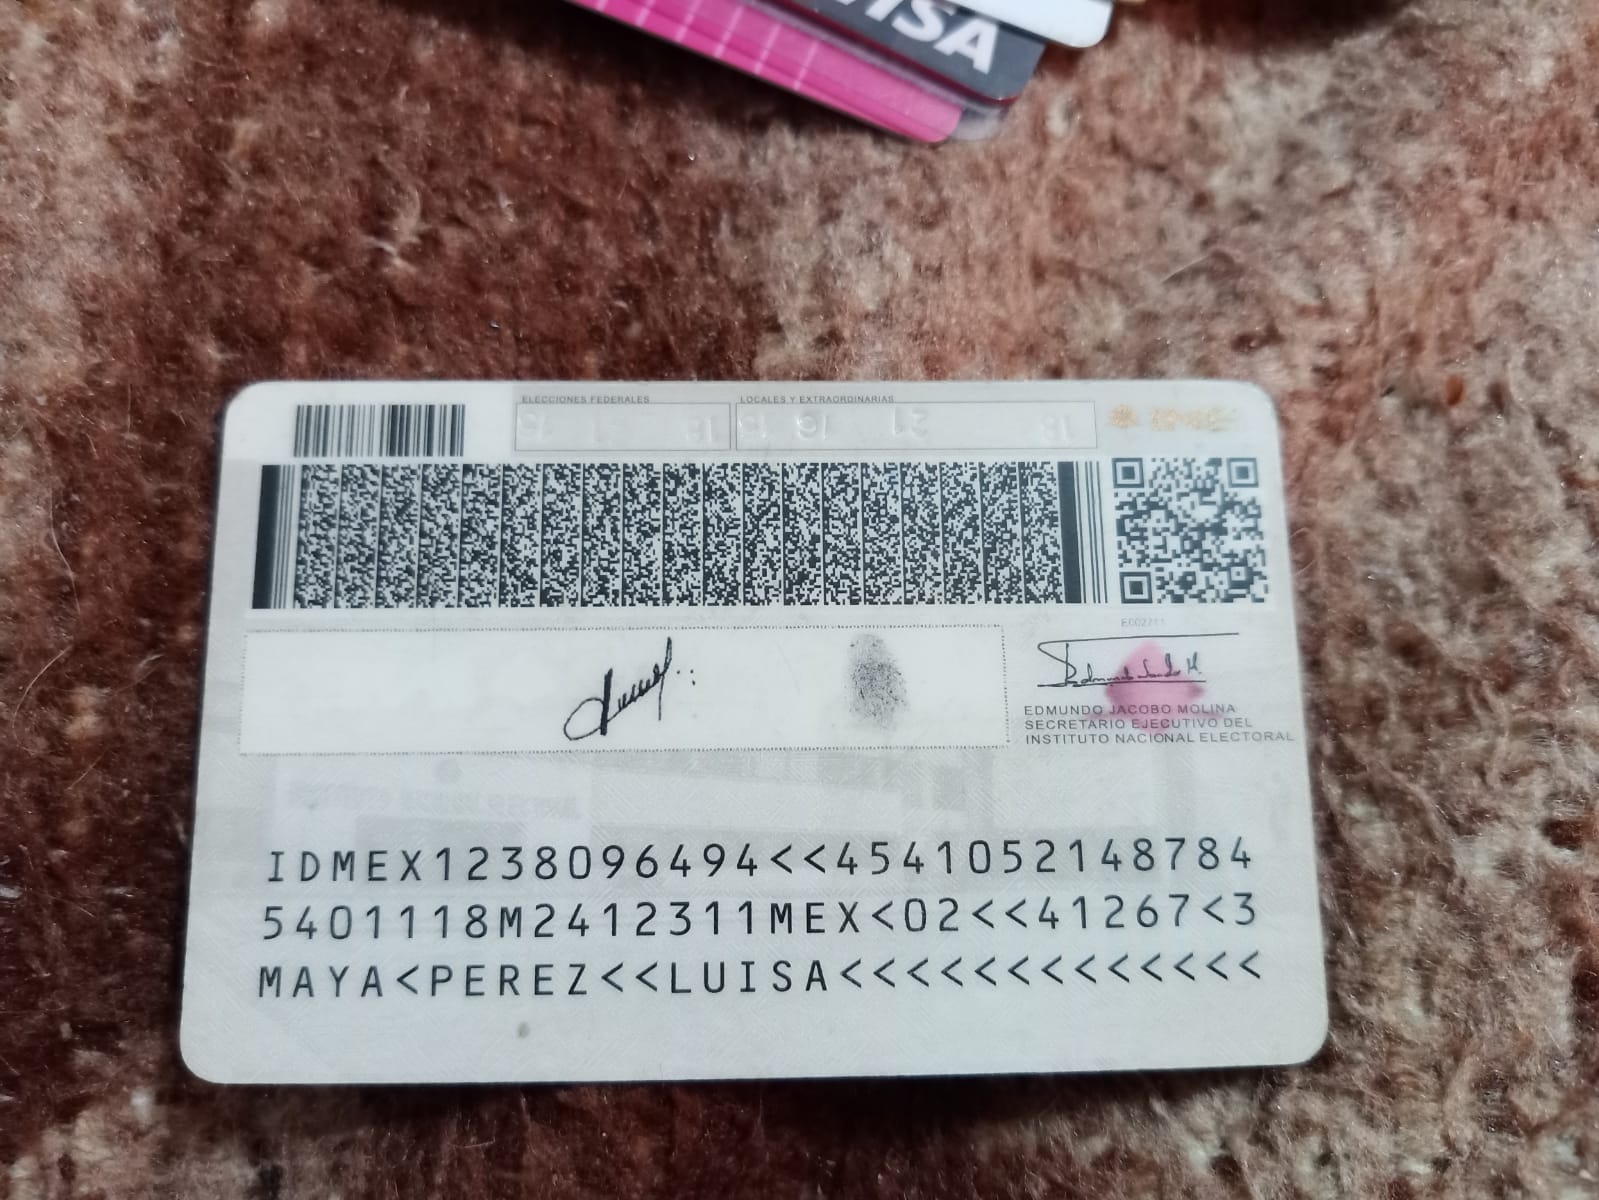 VISA
ELECCIONES FEDERALES
LOCALES Y EXTRAORDINARIAS
EDMUNDO JACOBO MOLINA
SECRETARIO EJECUTIVO DEL
INSTITUTO NACIONAL ELECTORAL
IDMEX1238096494<<4541052148784
5401118M2412311MEX<02<<41267<3
MAYA<PEREZ<<LUISA<<<<<<<<<<<<<